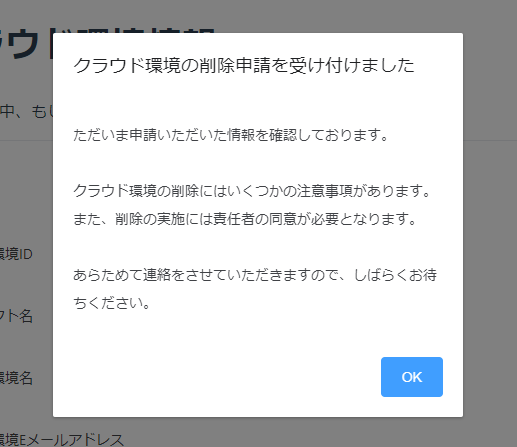 クラウド環境情報
クラウド環境の削除申請を受け付けました
中、もし
ただいま申請いただいた情報を確認しております。
クラウド環境の削除にはいくつかの注意事項があります。
また、削除の実施には責任者の同意が必要となります。
環境ID
あらためて連絡をさせていただきますので、しばらくお待
ちください。
クト名
環境名
OK
環境Eメールアドレス